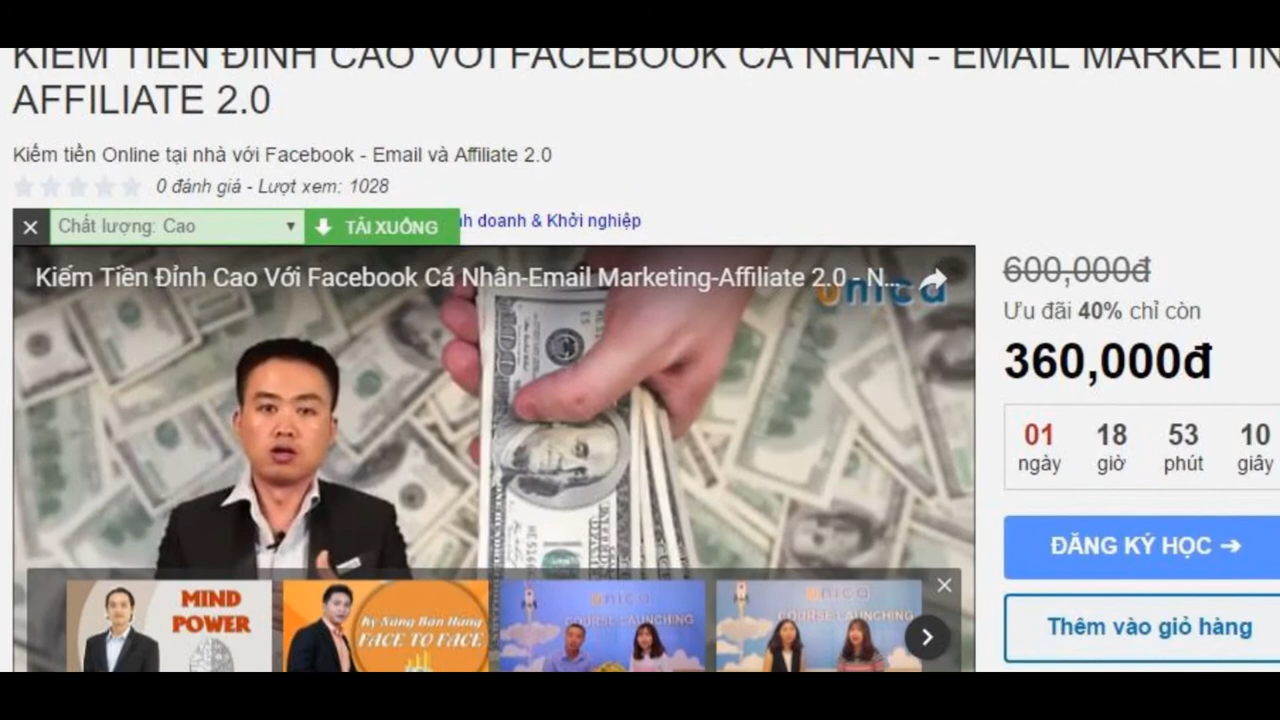 KIẾM TIỀN ĐỈNH CAO VỚI FACEBOOK CÁ NHÂN - EMAIL MARKETIN
AFFILIATE 2.0
Kiếm tiền Online tại nhà với Facebook - Email và Affiliate 2.0
0 đánh giá - Lượt xem: 1028
Chất lượng: Cao
TẢI XUỐNG
nh doanh & Khởi nghiệp
Kiếm Tiền Đỉnh Cao Với Facebook Cá Nhân-Email Marketing-Affiliate 2.0 - N...
unica
600,000đ
Ưu đãi 40% chỉ còn
360,000đ
01 18 53 10
ngày giờ phút giây
ĐĂNG KÝ HỌC
Thêm vào giỏ hàng
MIND
POWER
Kỹ Năng Bán Hàng
FACE TO FACE
unica
COURSE LAUNCHING
unica
COURSE LAUNCHING